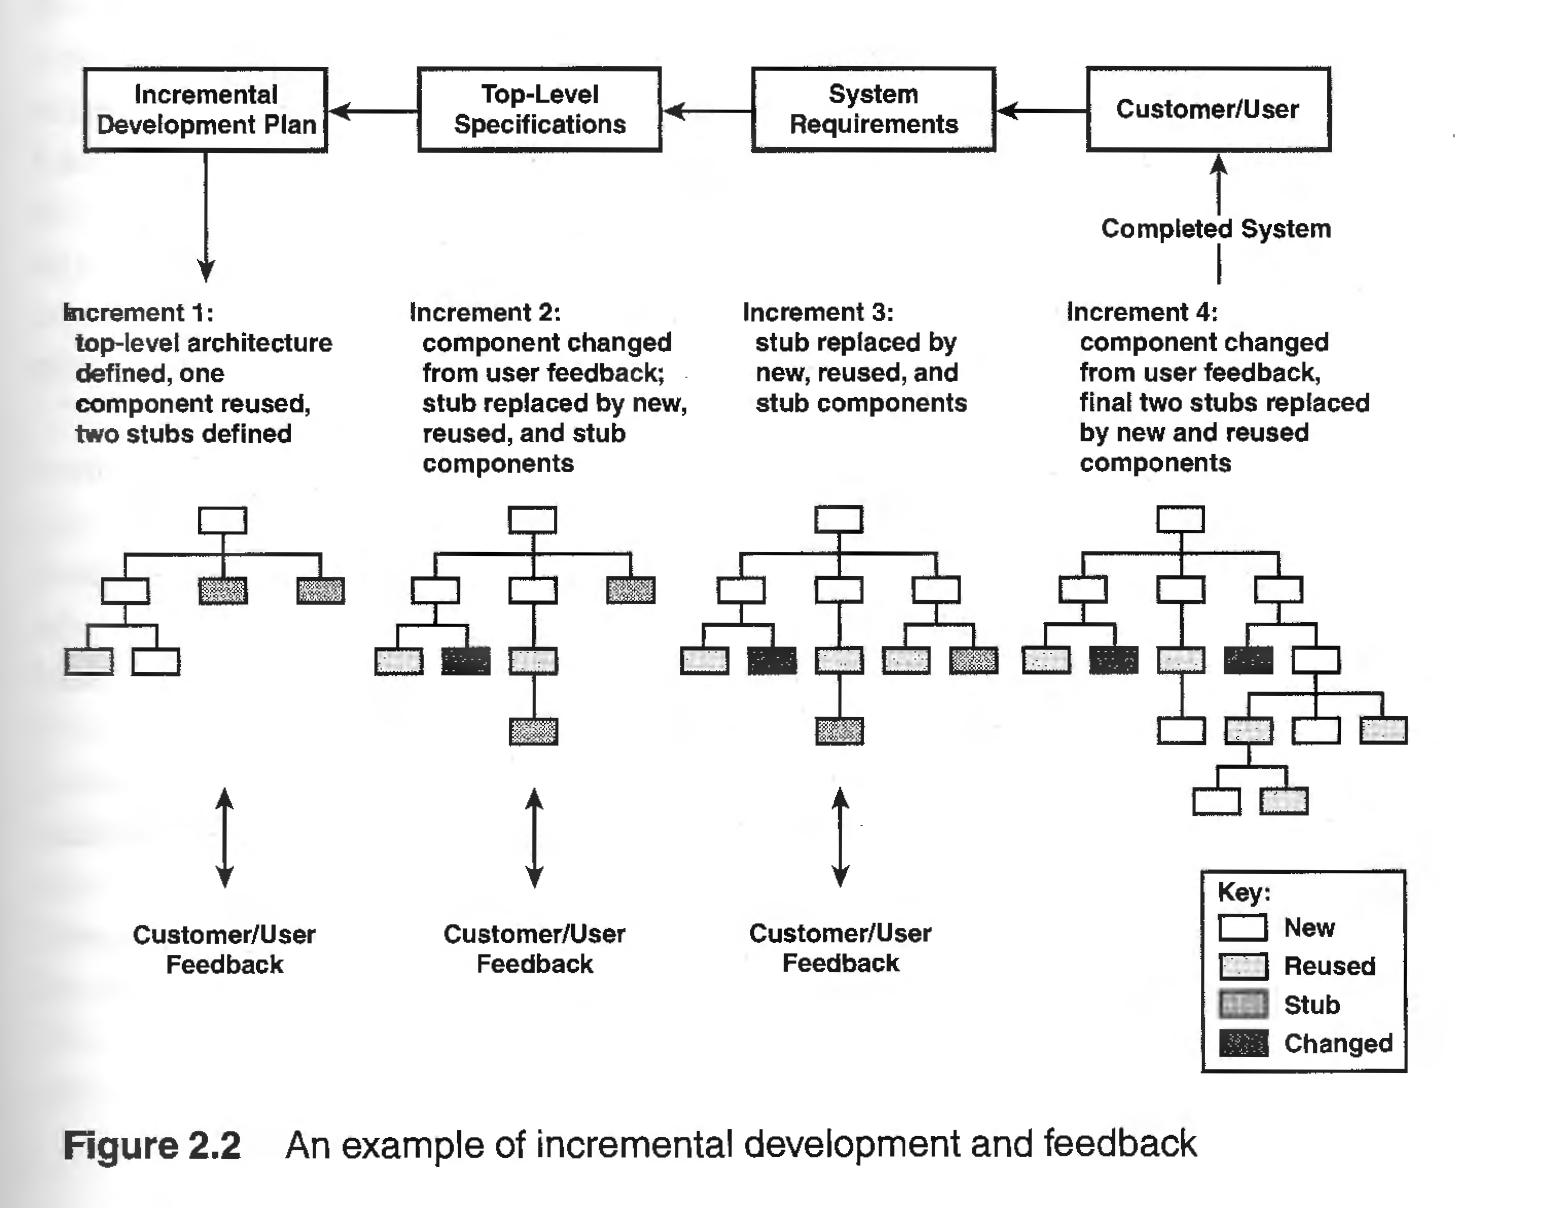 Incremental
Development Plan
Top-Level
Specifications
System
Requirements
Customer/User
Completed System
Increment 1:
top-level architecture
defined, one
component reused,
two stubs defined
Increment 2:
component changed
from user feedback;
stub replaced by new,
reused, and stub
components
Increment 3:
stub replaced by
new, reused, and
stub components
Increment 4:
component changed
from user feedback,
final two stubs replaced
by new and reused
components
Customer/User
Feedback
Customer/User
Feedback
Customer/User
Feedback
Key:
New
Reused
Stub
Changed
Figure 2.2 An example of incremental development and feedback